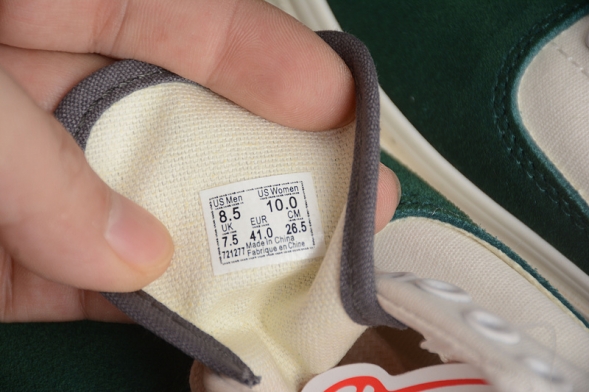 US Men US Women
8.5 10.0
UK EUR CM
7.5 41.0 26.5
721277 Made in China
Fabrique en Chine